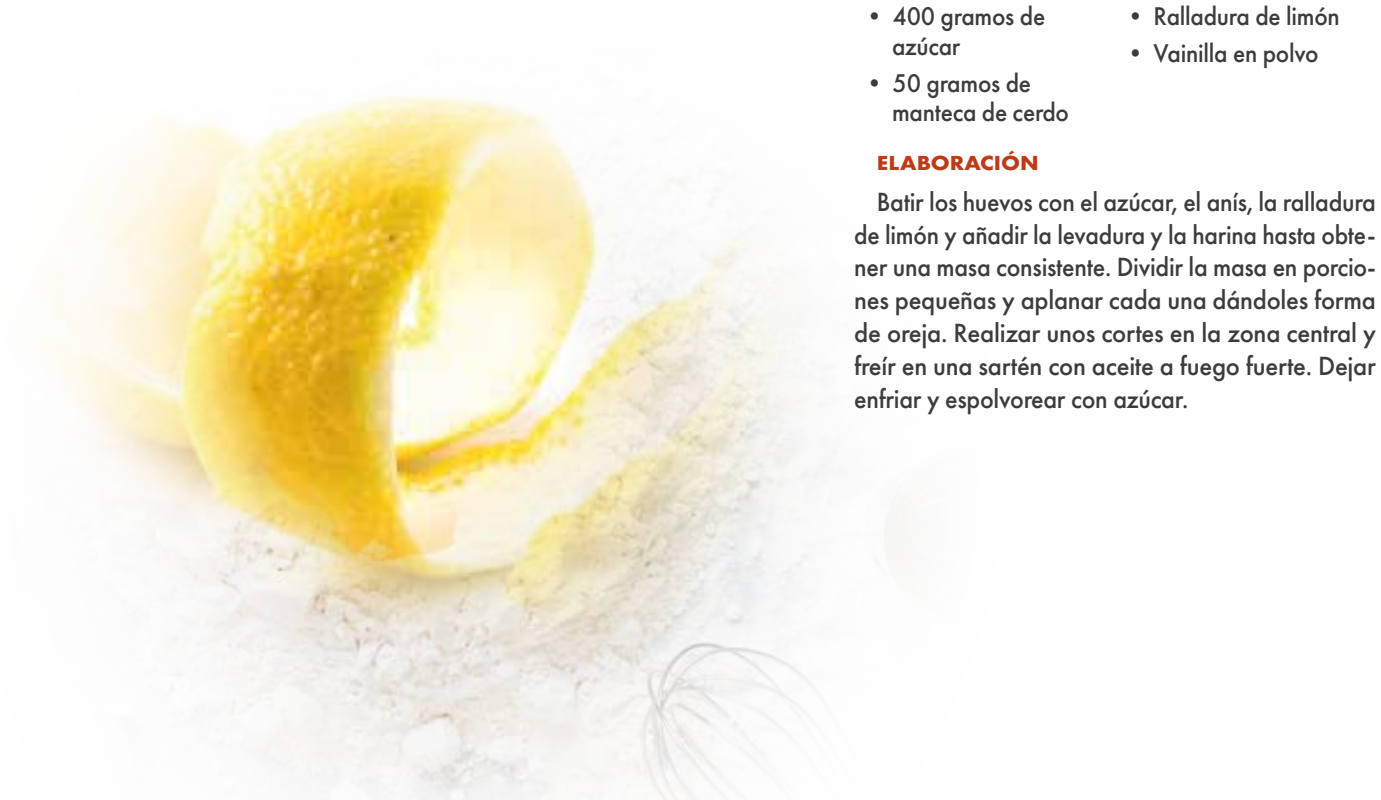 • 400 gramos de
azúcar
• 50 gramos de
manteca de cerdo
• Ralladura de limón
• Vainilla en polvo
ELABORACIÓN
Batir los huevos con el azúcar, el anís, la ralladura
de limón y añadir la levadura y la harina hasta obte-
ner una masa consistente. Dividir la masa en porcio-
nes pequeñas y aplanar cada una dándoles forma
de oreja. Realizar unos cortes en la zona central y
freír en una sartén con aceite a fuego fuerte. Dejar
enfriar y espolvorear con azúcar.